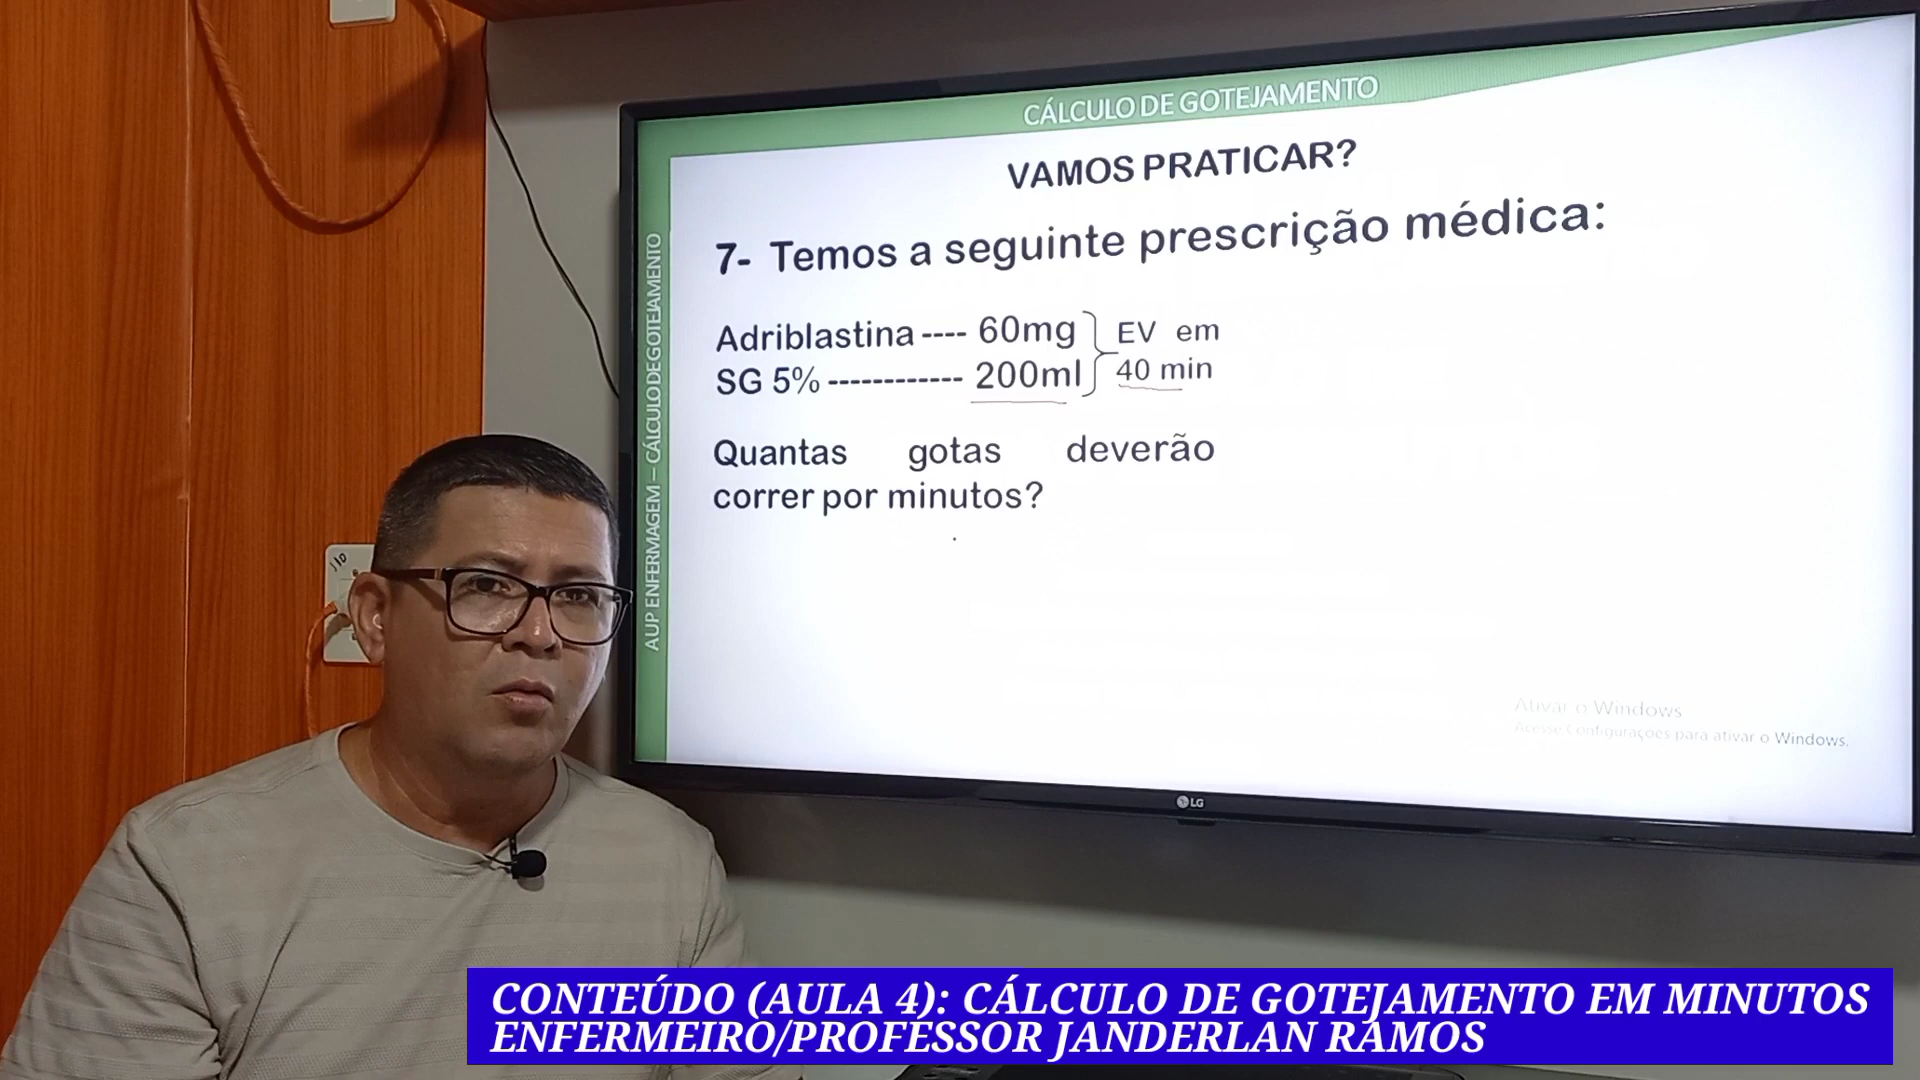 CÁLCULO DE GOTEJAMENTO
VAMOS PRATICAR?
7- Temos a seguinte prescrição médica:
Adriblastina ---- 60mg
SG 5% ------------ 200ml
EV em
40 min
Quantas gotas deverão
correr por minutos?
AUP ENFERMAGEM – CÁLCULO DE GOTEJAMENTO
Ativar o Windows
Acesse Configurações para ativar o Windows.
LG
110
CONTEÚDO (AULA 4): CÁLCULO DE GOTEJAMENTO EM MINUTOS
ENFERMEIRO/PROFESSOR JANDERLAN RAMOS